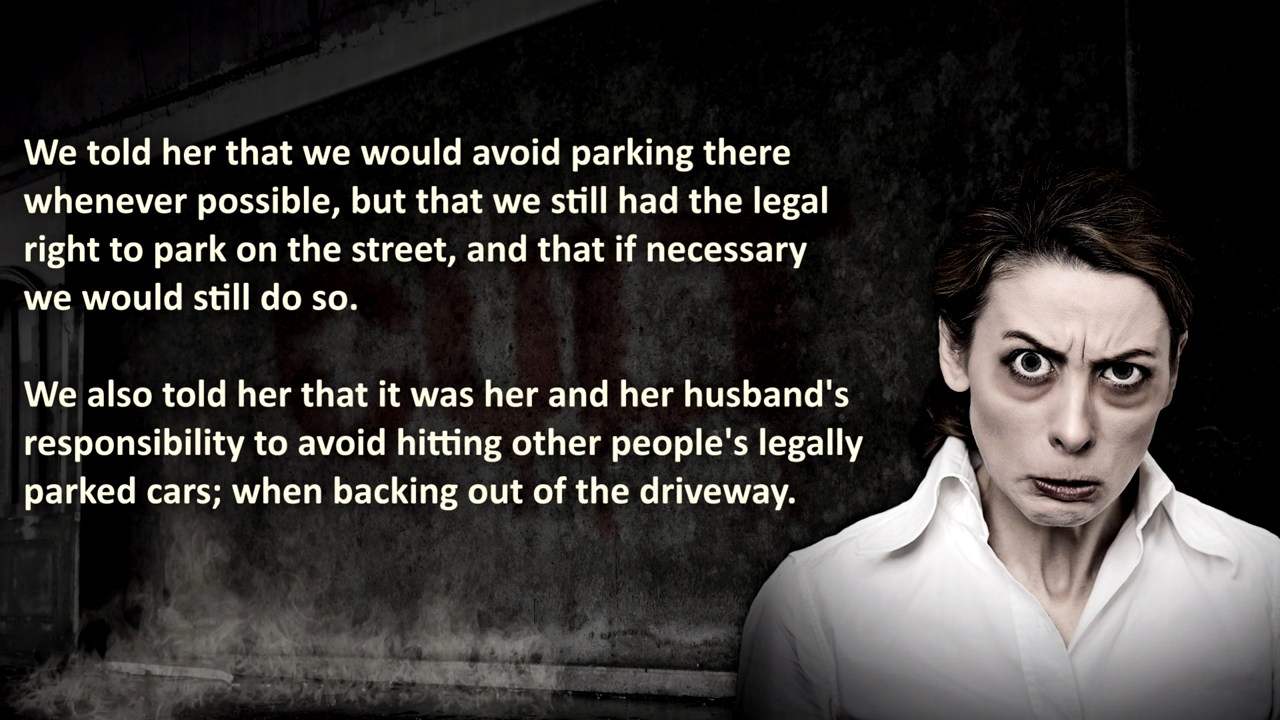 We told her that we would avoid parking there
whenever possible, but that we still had the legal
right to park on the street, and that if necessary
we would still do so.
We also told her that it was her and her husband's
responsibility to avoid hitting other people's legally
parked cars; when backing out of the driveway.